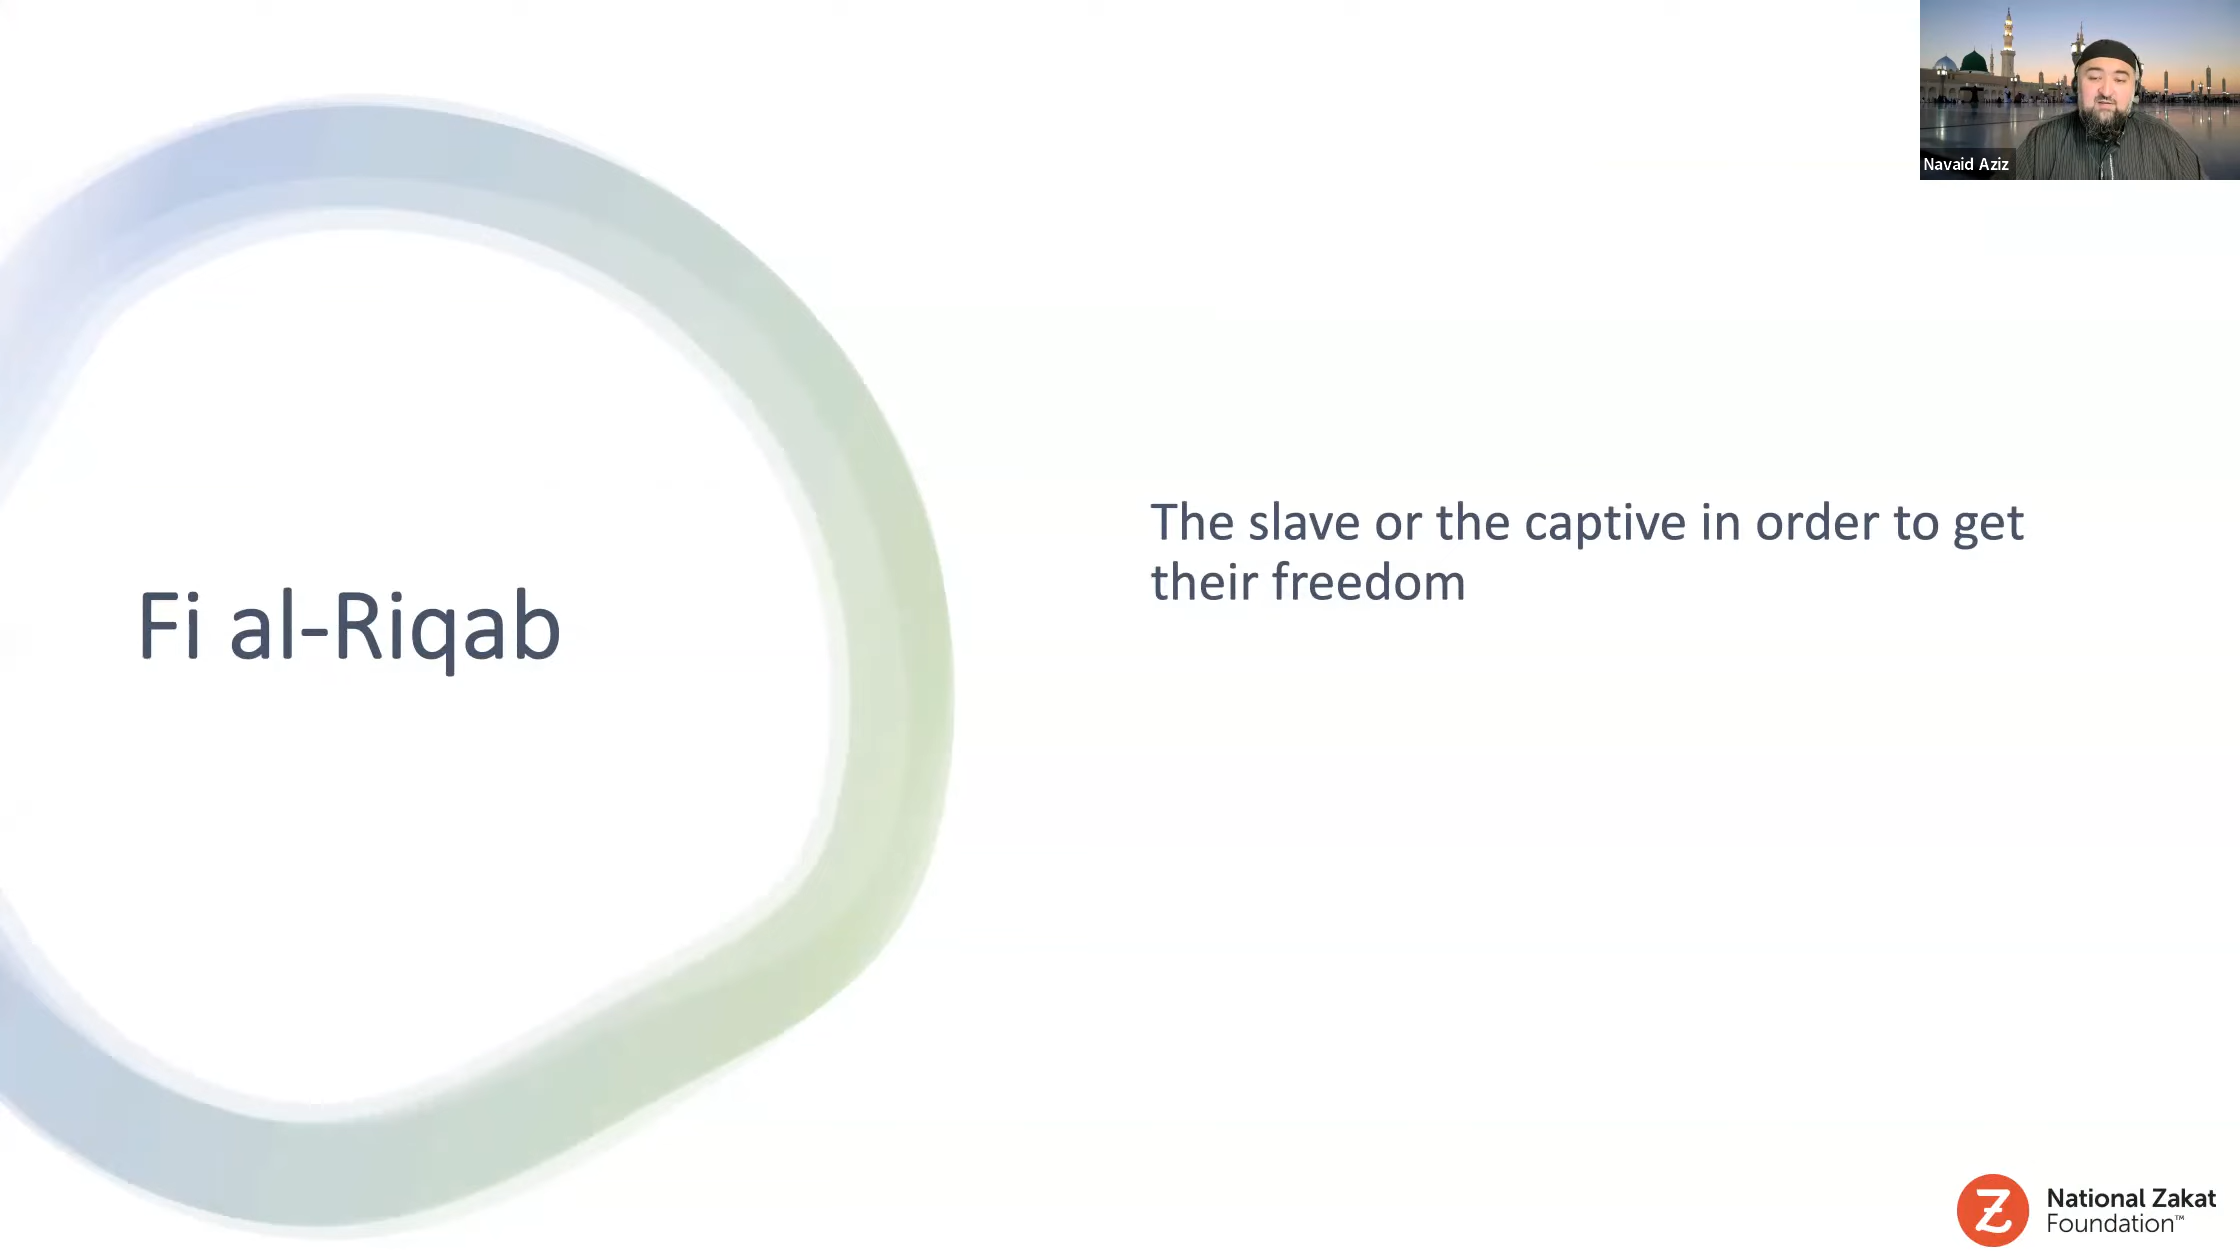 Navaid Aziz
Fi al-Riqab
The slave or the captive in order to get
their freedom
National Zakat
Foundation™